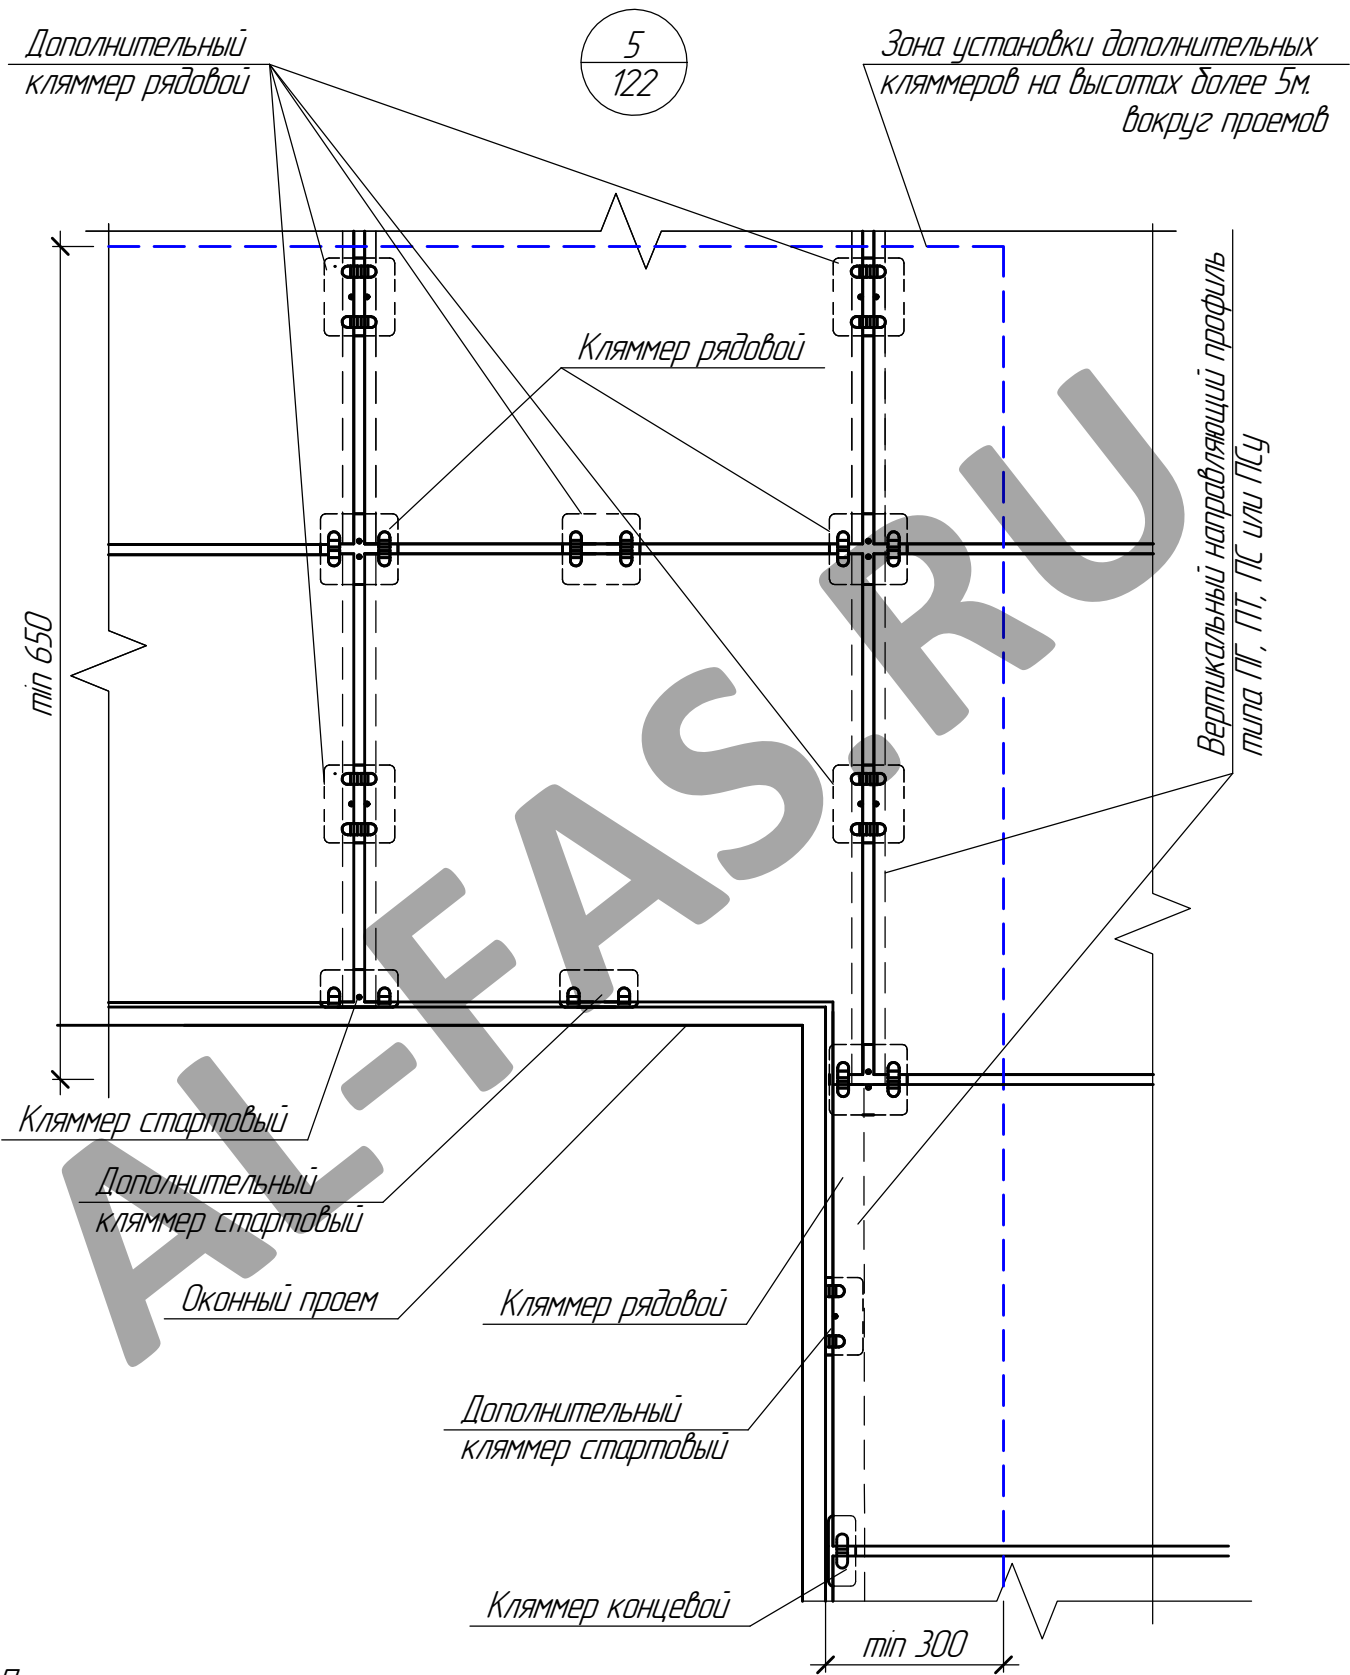 Дополнительный
кляммер рядовой
5
122
Зона установки дополнительных
кляммеров на высотах более 5м.
вокруг проемов
Кляммер рядовой
Вертикальный направляющий профиль
типа ПГ, ПТ, ПС или ПСу
min 650
AL-FAS.RU
Кляммер стартовый
Дополнительный
кляммер стартовый
Оконный проем
Кляммер рядовой
Дополнительный
кляммер стартовый
Кляммер концевой
min 300